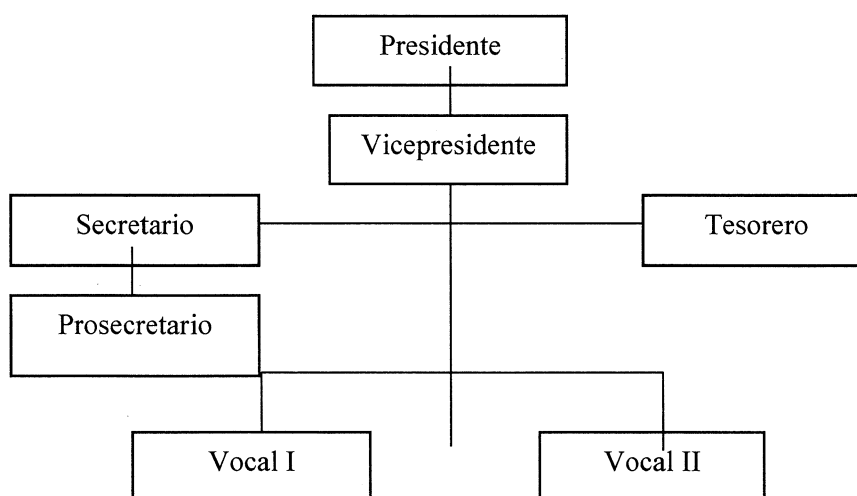 Presidente
Vicepresidente
Secretario
Tesorero
Prosecretario
Vocal I
Vocal II